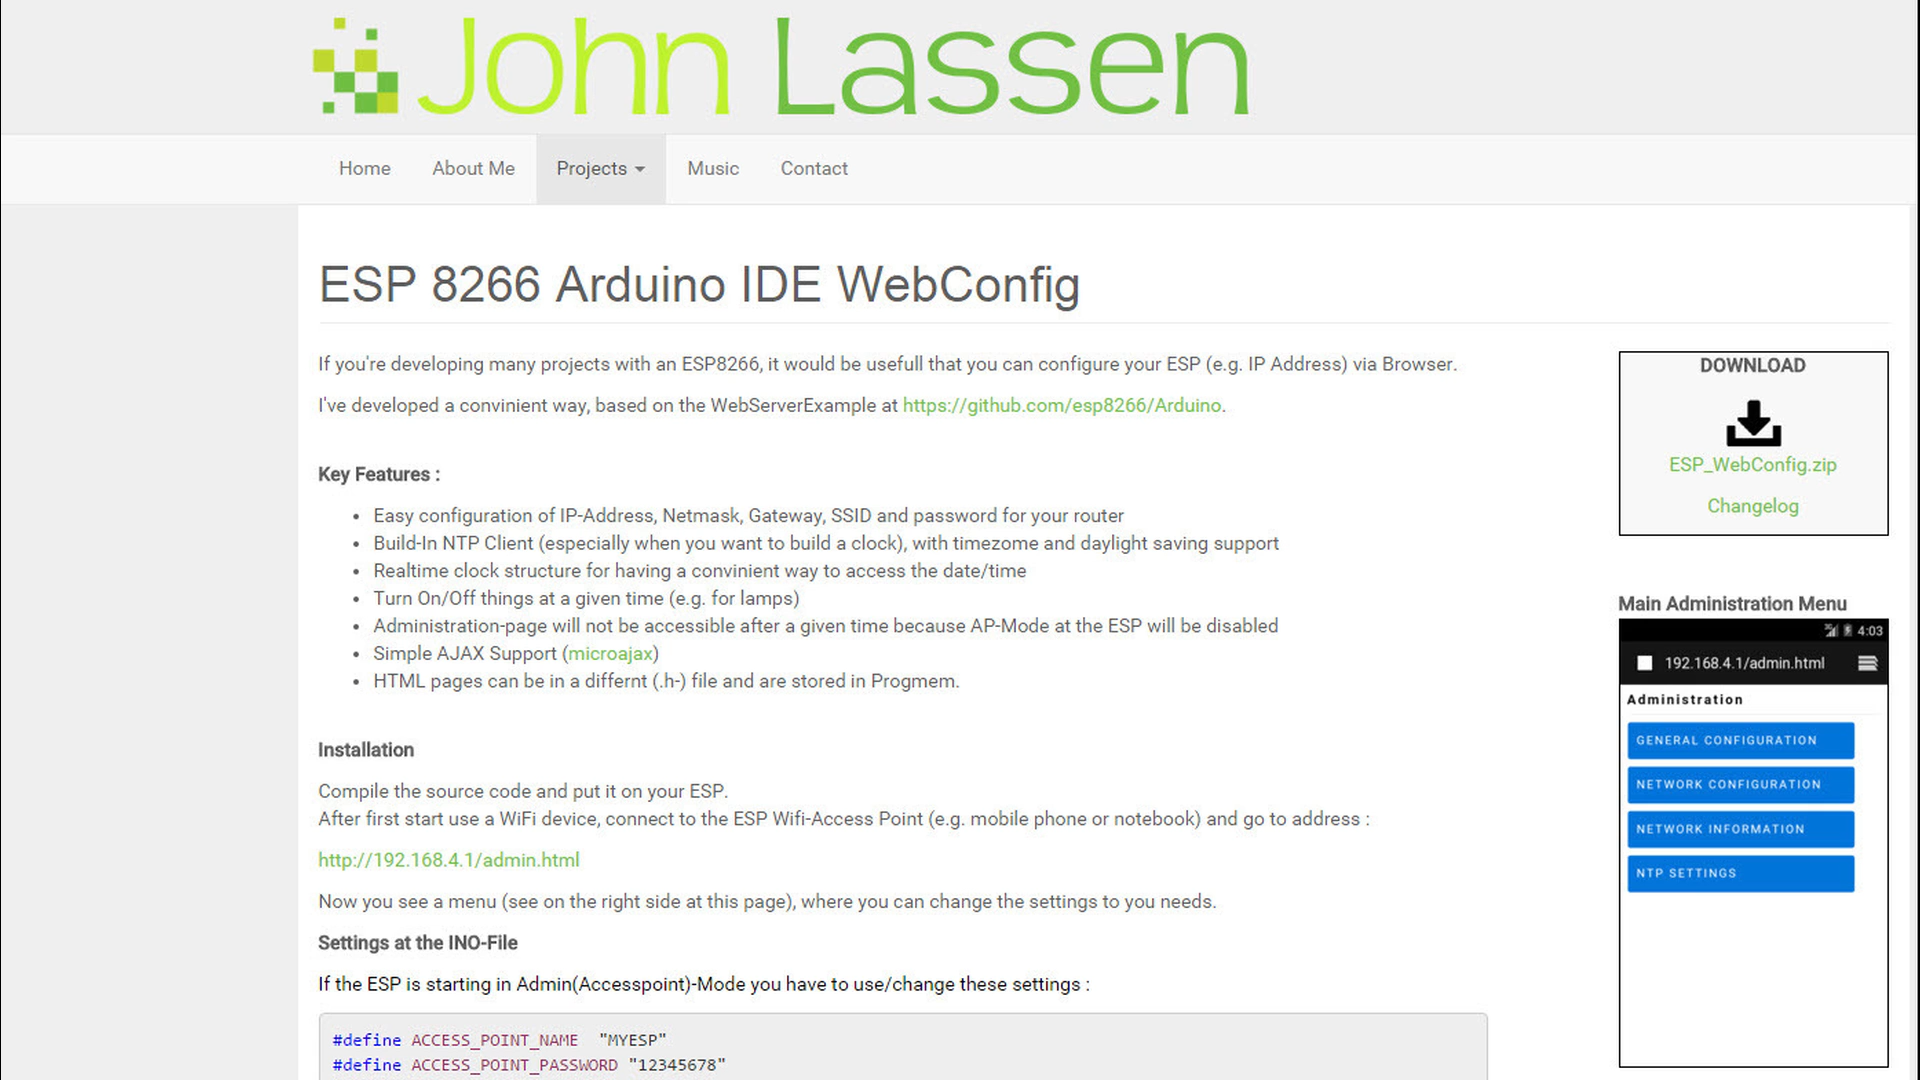 John Lassen
Home About Me Projects Music Contact
ESP 8266 Arduino IDE WebConfig
If you're developing many projects with an ESP8266, it would be usefull that you can configure your ESP (e.g. IP Address) via Browser.
I've developed a convinient way, based on the WebServerExample at https://github.com/esp8266/Arduino.
Key Features :
• Easy configuration of IP-Address, Netmask, Gateway, SSID and password for your router
• Build-In NTP Client (especially when you want to build a clock), with timezome and daylight saving support
• Realtime clock structure for having a convinient way to access the date/time
• Turn On/Off things at a given time (e.g. for lamps)
• Administration-page will not be accessible after a given time because AP-Mode at the ESP will be disabled
• Simple AJAX Support (microajax)
• HTML pages can be in a differnt (.h-) file and are stored in Progmem.
Installation
Compile the source code and put it on your ESP.
After first start use a WiFi device, connect to the ESP Wifi-Access Point (e.g. mobile phone or notebook) and go to address :
http://192.168.4.1/admin.html
Now you see a menu (see on the right side at this page), where you can change the settings to you needs.
Settings at the INO-File
If the ESP is starting in Admin(Accesspoint)-Mode you have to use/change these settings :
#define ACCESS_POINT_NAME "MYESP"
#define ACCESS_POINT_PASSWORD "12345678"
DOWNLOAD
ESP_WebConfig.zip
Changelog
Main Administration Menu
4:03
192.168.4.1/admin.html
Administration
GENERAL CONFIGURATION
NETWORK CONFIGURATION
NETWORK INFORMATION
NTP SETTINGS